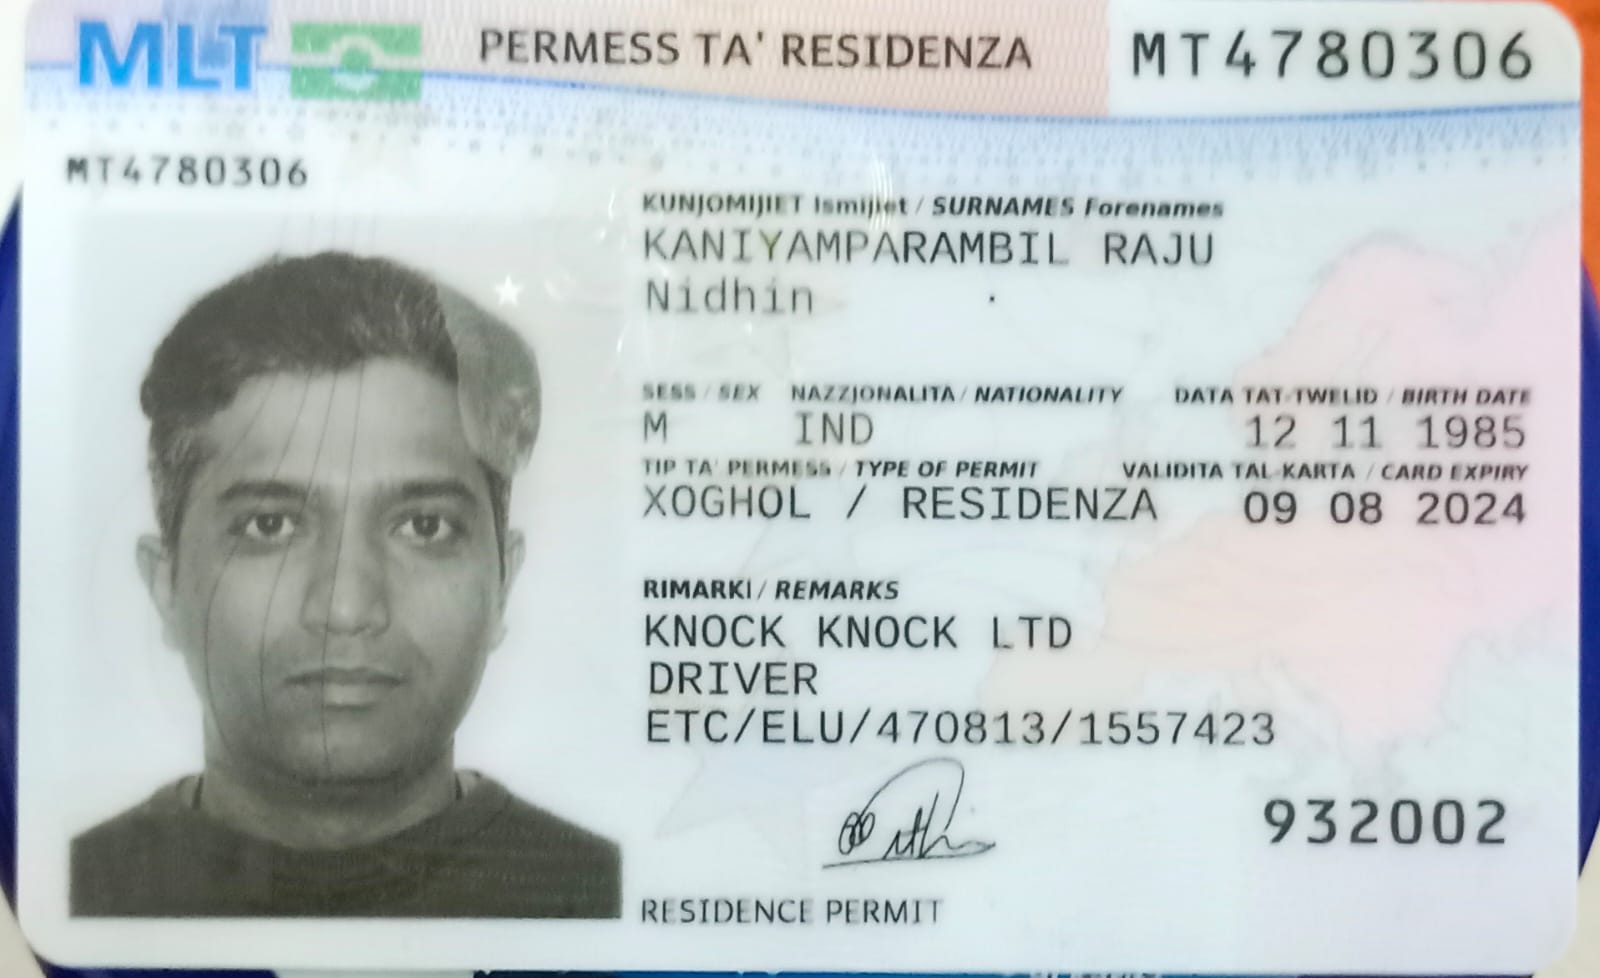 MLT
PERMESS TA' RESIDENZA
MT4780306
MT4780306
KUNJOMIJIET Ismijiet / SURNAMES Forenames
KANIYAMPARAMBIL RAJU
Nidhin
SESS / SEX NAZZJONALITA / NATIONALITY DATA TAT-TWELID / BIRTH DATE
M IND 12 11 1985
TIP TA' PERMESS / TYPE OF PERMIT VALIDITA TAL-KARTA / CARD EXPIRY
XOGHOL / RESIDENZA 09 08 2024
RIMARKI / REMARKS
KNOCK KNOCK LTD
DRIVER
ETC/ELU/470813/1557423
932002
RESIDENCE PERMIT